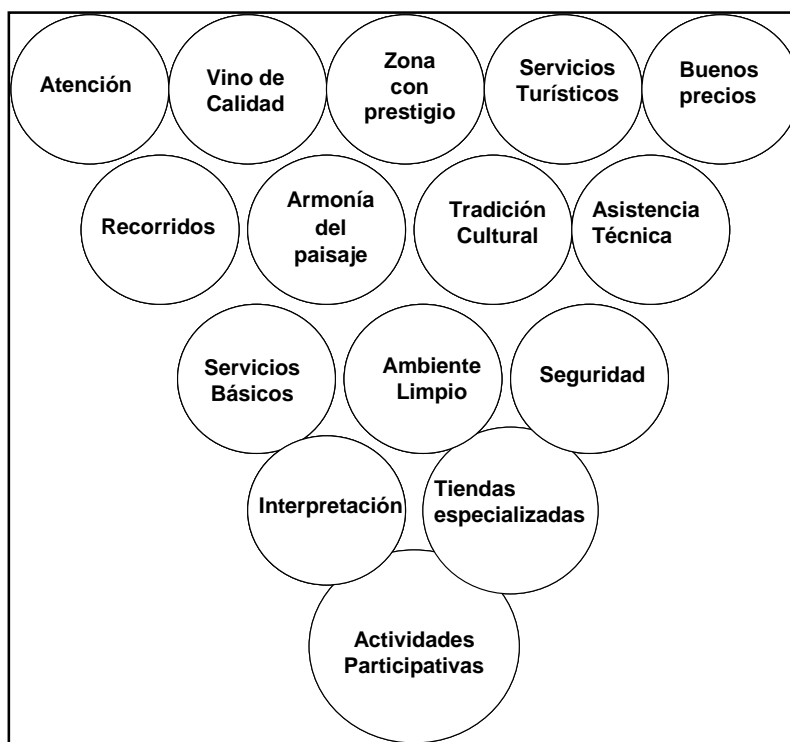 Atención
Vino de
Calidad
Zona
con
prestigio
Servicios
Turísticos
Buenos
precios
Recorridos
Armonía
del
paisaje
Tradición
Cultural
Asistencia
Técnica
Servicios
Básicos
Ambiente
Limpio
Seguridad
Interpretación
Tiendas
especializadas
Actividades
Participativas